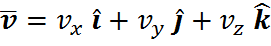 v̅ = vₓ î + v_y ĵ + v_z k̂